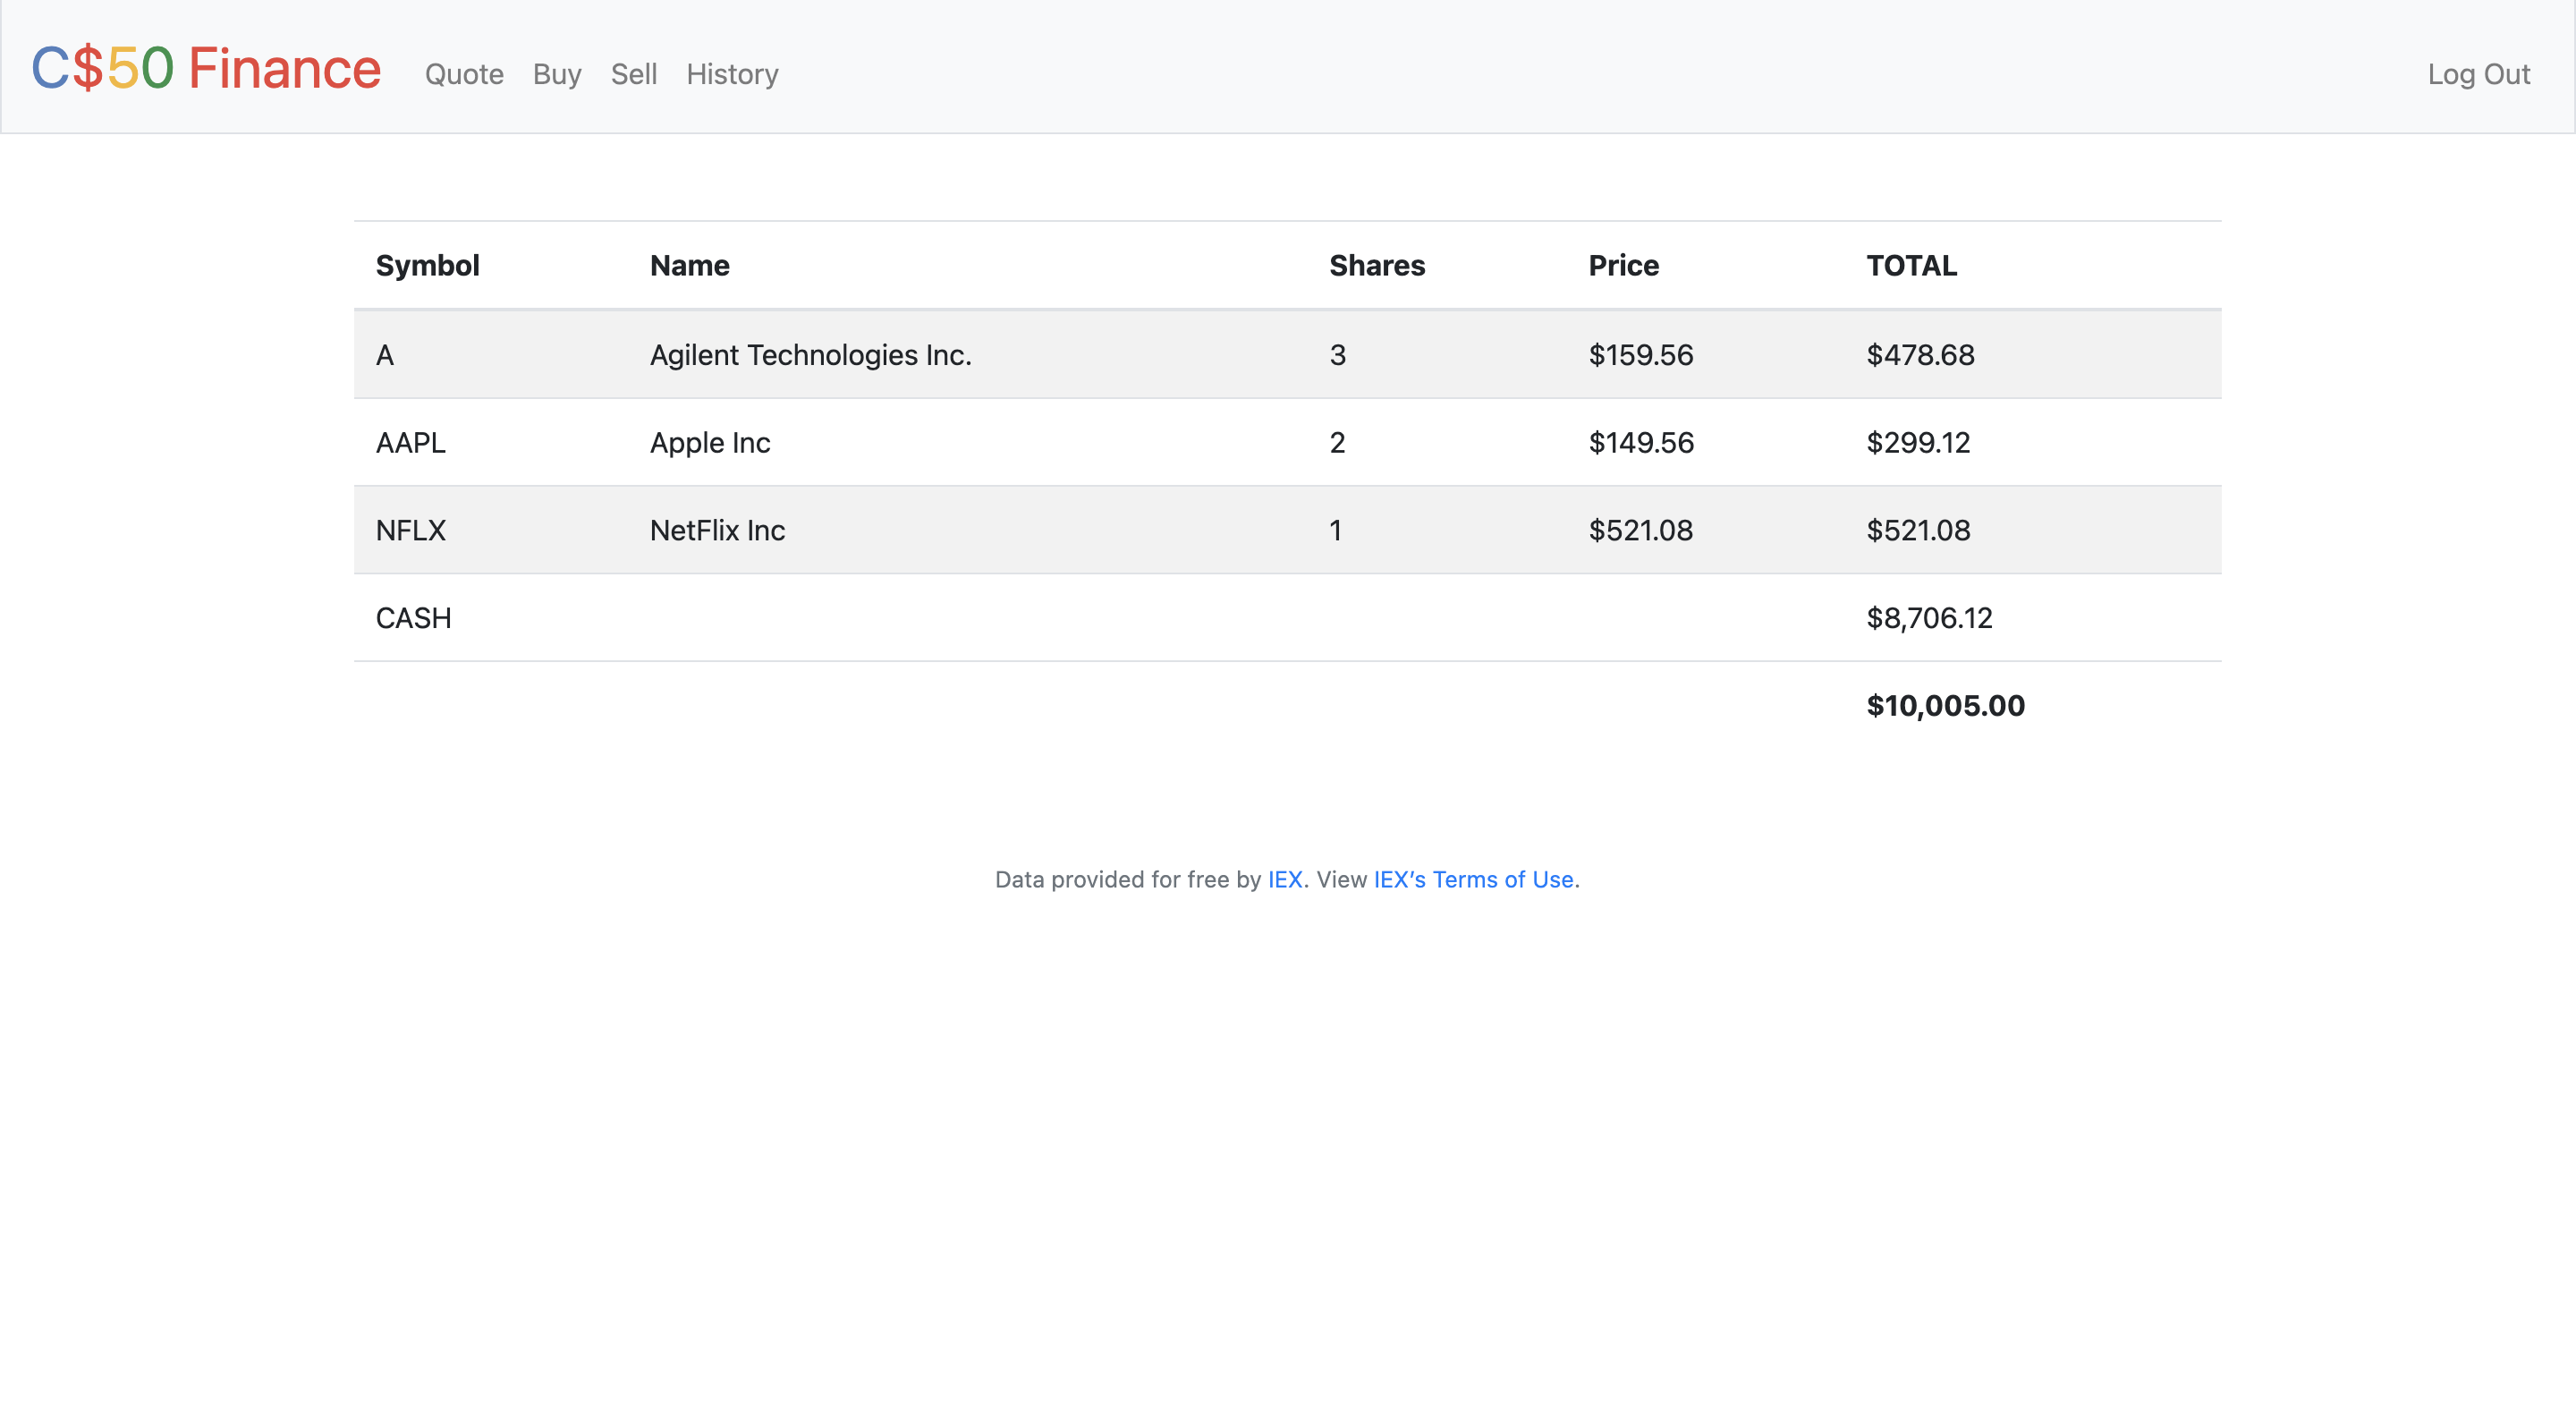 C$50 Finance Quote Buy Sell History Log Out
Symbol Name Shares Price TOTAL
A Agilent Technologies Inc. 3 $159.56 $478.68
AAPL Apple Inc 2 $149.56 $299.12
NFLX NetFlix Inc 1 $521.08 $521.08
CASH $8,706.12
$10,005.00
Data provided for free by IEX. View IEX’s Terms of Use.